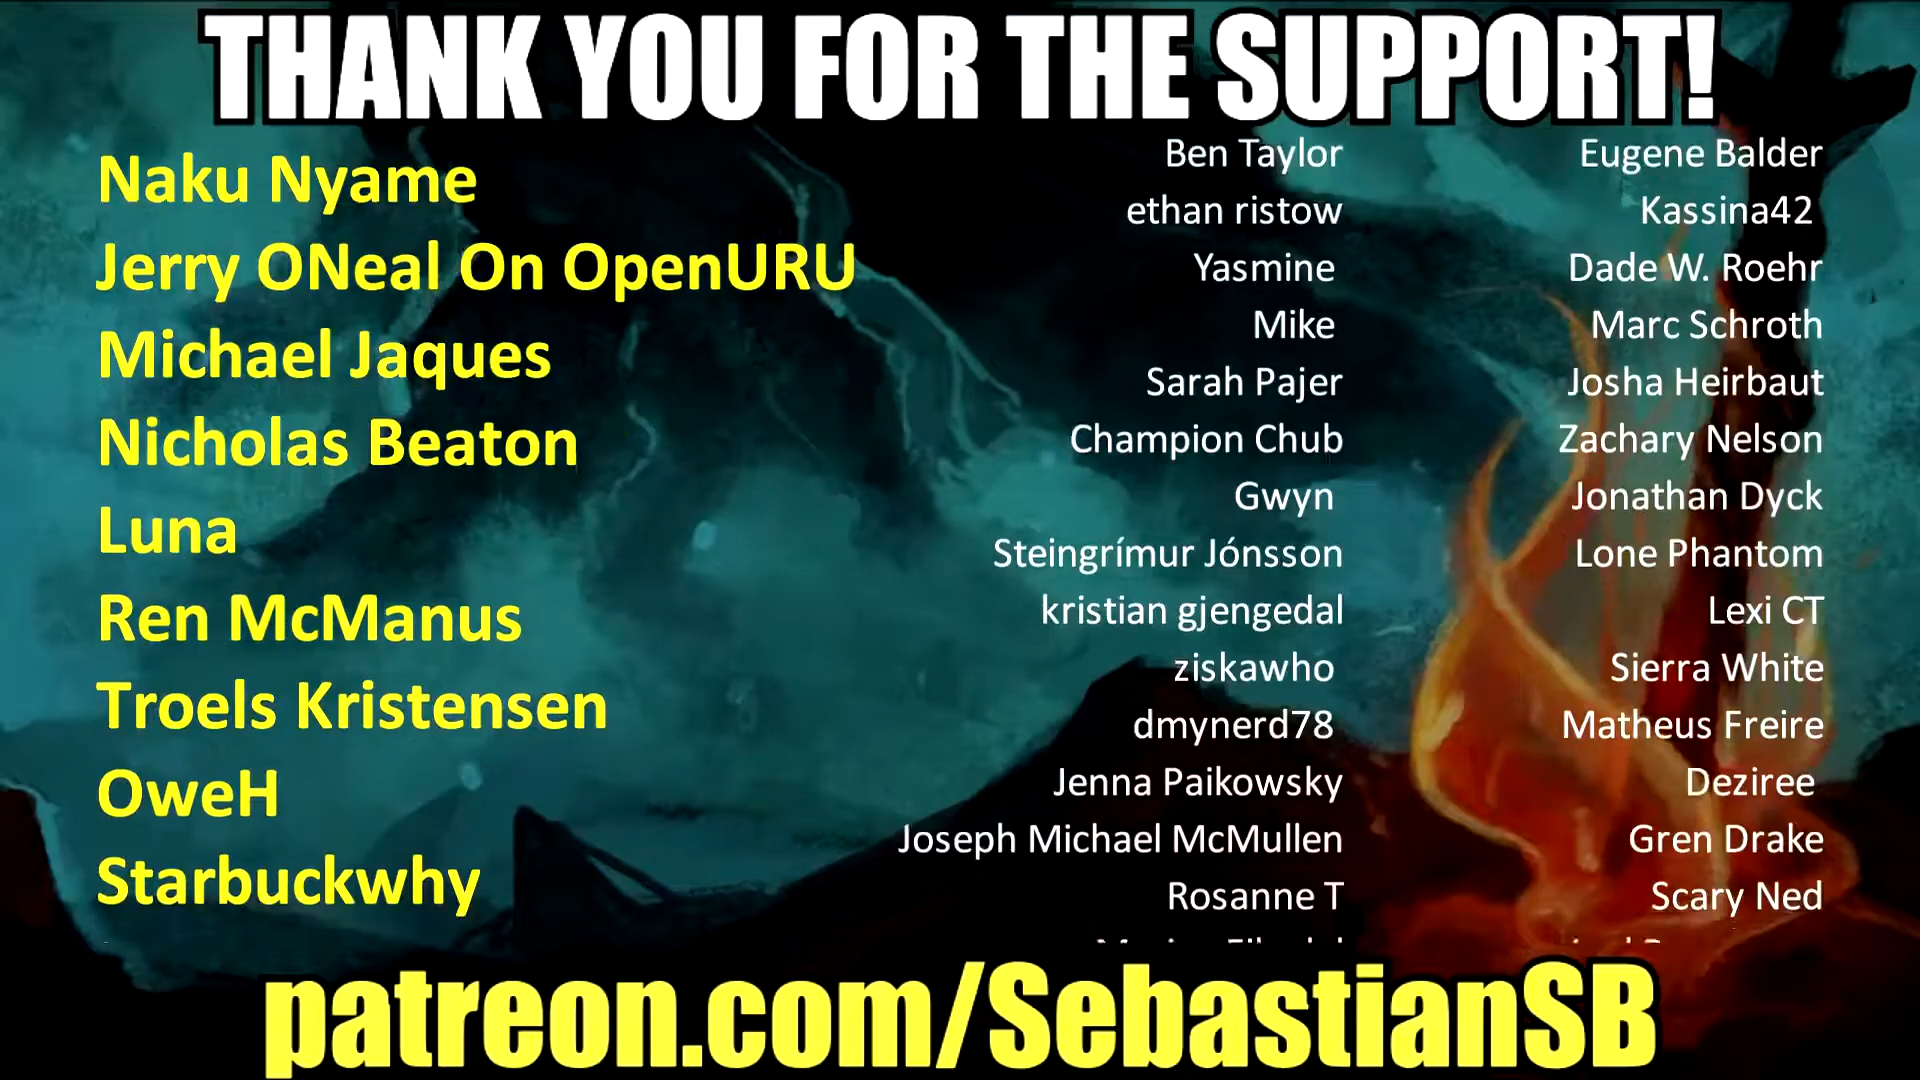 THANK YOU FOR THE SUPPORT!
Naku Nyame
Jerry ONeal On OpenURU
Michael Jaques
Nicholas Beaton
Luna
Ren McManus
Troels Kristensen
OweH
Starbuckwhy
Ben Taylor
ethan ristow
Yasmine
Mike
Sarah Pajer
Champion Chub
Gwyn
Steingrímur Jónsson
kristian gjengedal
ziskawho
dmynerd78
Jenna Paikowsky
Joseph Michael McMullen
Rosanne T
Eugene Balder
Kassina42
Dade W. Roehr
Marc Schroth
Josha Heirbaut
Zachary Nelson
Jonathan Dyck
Lone Phantom
Lexi CT
Sierra White
Matheus Freire
Deziree
Gren Drake
Scary Ned
patreon.com/SebastianSB